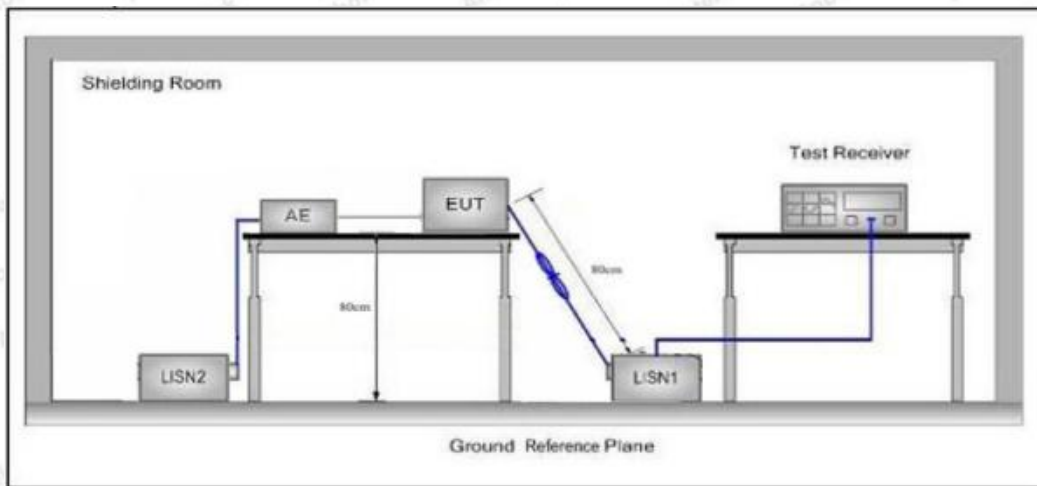 Shielding Room
Test Receiver
AE
EUT
80cm
80cm
LISN2
LISN1
Ground Reference Plane